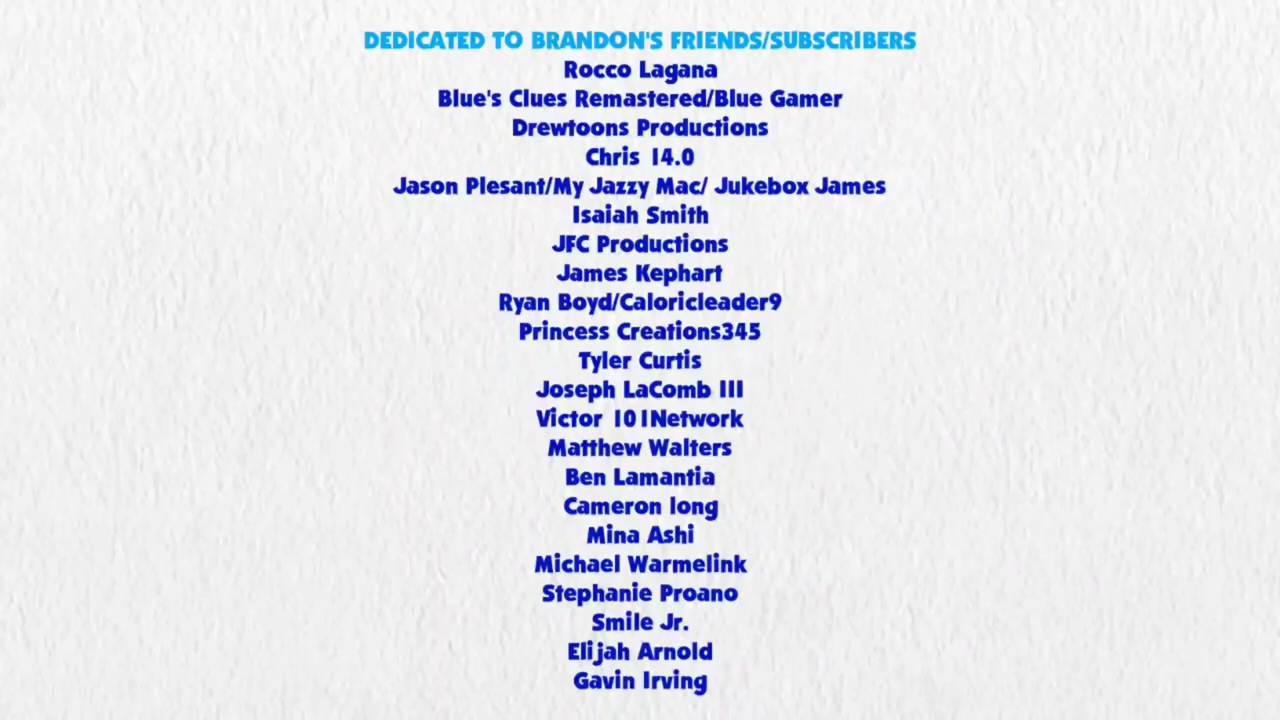 DEDICATED TO BRANDON'S FRIENDS/SUBSCRIBERS
Rocco Lagana
Blue's Clues Remastered/Blue Gamer
Drewtoons Productions
Chris 14.0
Jason Plesant/My Jazzy Mac/ Jukebox James
Isaiah Smith
JFC Productions
James Kephart
Ryan Boyd/Caloricleader9
Princess Creations345
Tyler Curtis
Joseph LaComb III
Victor 101Network
Matthew Walters
Ben Lamantia
Cameron long
Mina Ashi
Michael Warmelink
Stephanie Proano
Smile Jr.
Elijah Arnold
Gavin Irving